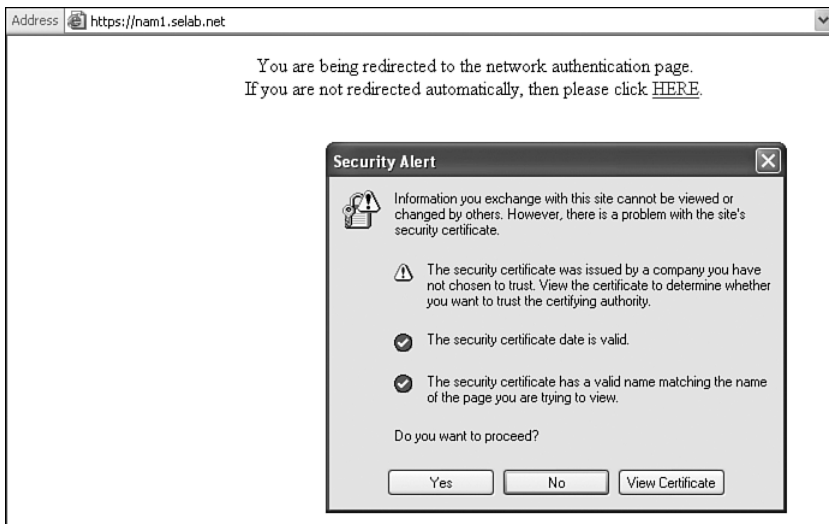 Address https://nam1.selab.net
You are being redirected to the network authentication page.
If you are not redirected automatically, then please click HERE.
Security Alert
Information you exchange with this site cannot be viewed or
changed by others. However, there is a problem with the site's
security certificate.
The security certificate was issued by a company you have
not chosen to trust. View the certificate to determine whether
you want to trust the certifying authority.
The security certificate date is valid.
The security certificate has a valid name matching the name
of the page you are trying to view.
Do you want to proceed?
Yes No View Certificate